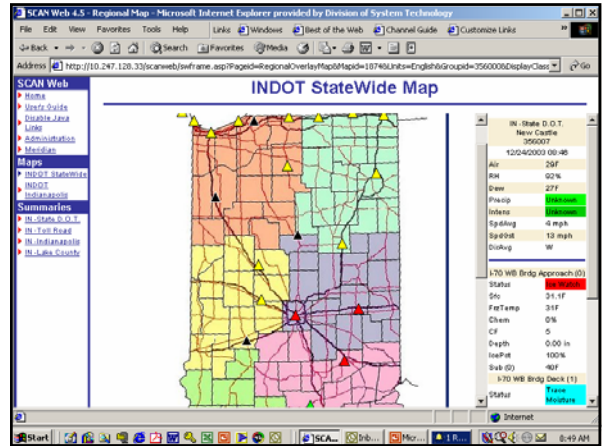 SCAN Web 4.5 - Regional Map - Microsoft Internet Explorer provided by Division of System Technology
File Edit View Favorites Tools Help Links Windows Best of the Web Channel Guide Customize Links
Back Search Favorites Media
Address http://10.247.128.33/scanweb/swframe.asp?Pageid=RegionalOverlayMap&Mapid=1874&Units=English&Groupid=356000&DisplayClass Go
SCAN Web
Home
Users Guide
Disable Java Links
Administration
Meridian
Maps
INDOT StateWide
INDOT Indianapolis
Summaries
IN -State D.O.T.
IN -Toll Road
IN -Indianapolis
IN -Lake County
INDOT StateWide Map
IN -State D.O.T.
New Castle
356007
12/24/2003 00:46
Air 29F
RH 92%
Dew 27F
Precip Unknown
Intens Unknown
SpdAvg 4 mph
SpdGst 13 mph
DirAvg W
I-70 WB Brdg Approach (0)
Status Ice Watch
Sfc 31.1F
FrzTemp 31F
Chem 0%
CF 5
Depth 0.00 in
IcePct 100%
Sub (0) 40F
I-70 WB Brdg Deck (1)
Status Trace Moisture
Internet
Start SCA... Inb... Micr... 1 R... 8:49 AM